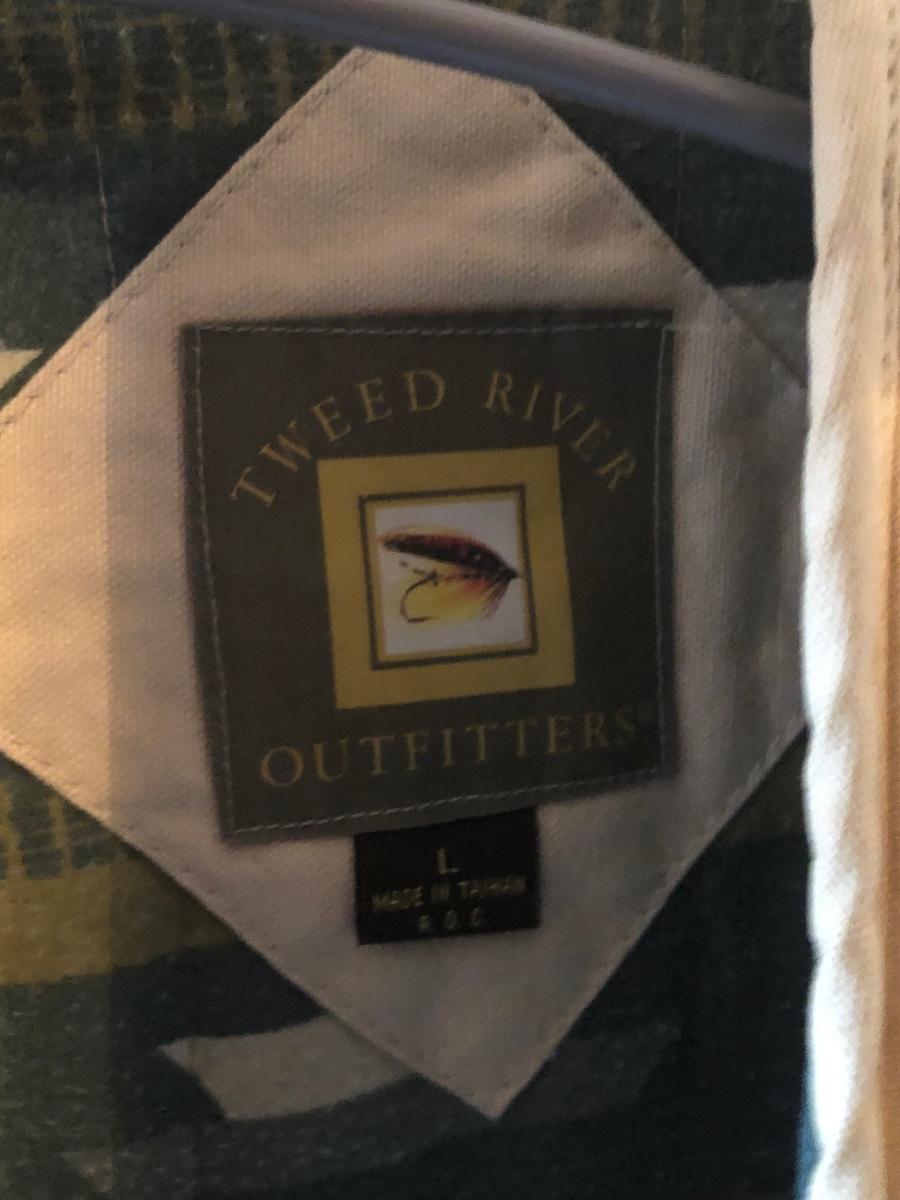 TWEED RIVER
OUTFITTERS®
L
MADE IN TAIWAN
R.O.C.